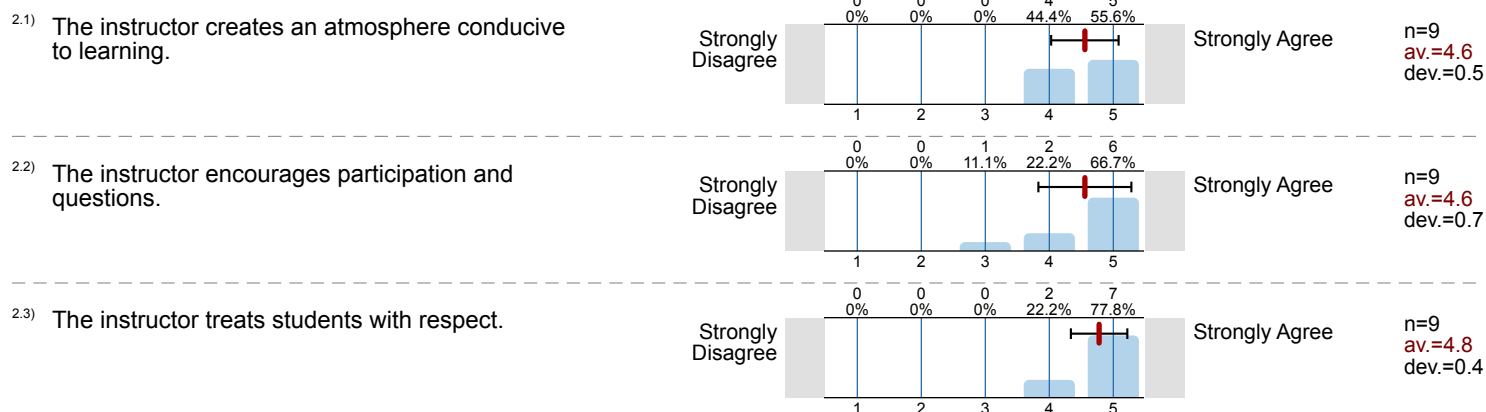 0 0 0 4 5
0% 0% 0% 44.4% 55.6%
2.1) The instructor creates an atmosphere conducive
to learning.
Strongly
Disagree
Strongly Agree
n=9
av.=4.6
dev.=0.5
1 2 3 4 5
0 0 1 2 6
0% 0% 11.1% 22.2% 66.7%
2.2) The instructor encourages participation and
questions.
Strongly
Disagree
Strongly Agree
n=9
av.=4.6
dev.=0.7
1 2 3 4 5
0 0 0 2 7
0% 0% 0% 22.2% 77.8%
2.3) The instructor treats students with respect.
Strongly
Disagree
Strongly Agree
n=9
av.=4.8
dev.=0.4
1 2 3 4 5